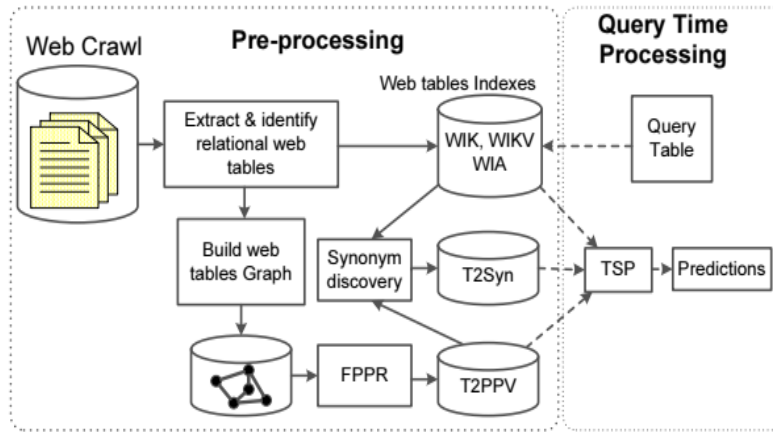 Pre-processing
Query Time
Processing
Web Crawl
Web tables Indexes
Extract & identify
relational web
tables
WIK, WIKV
WIA
Query
Table
Build web
tables Graph
Synonym
discovery
T2Syn
TSP
Predictions
FPPR
T2PPV